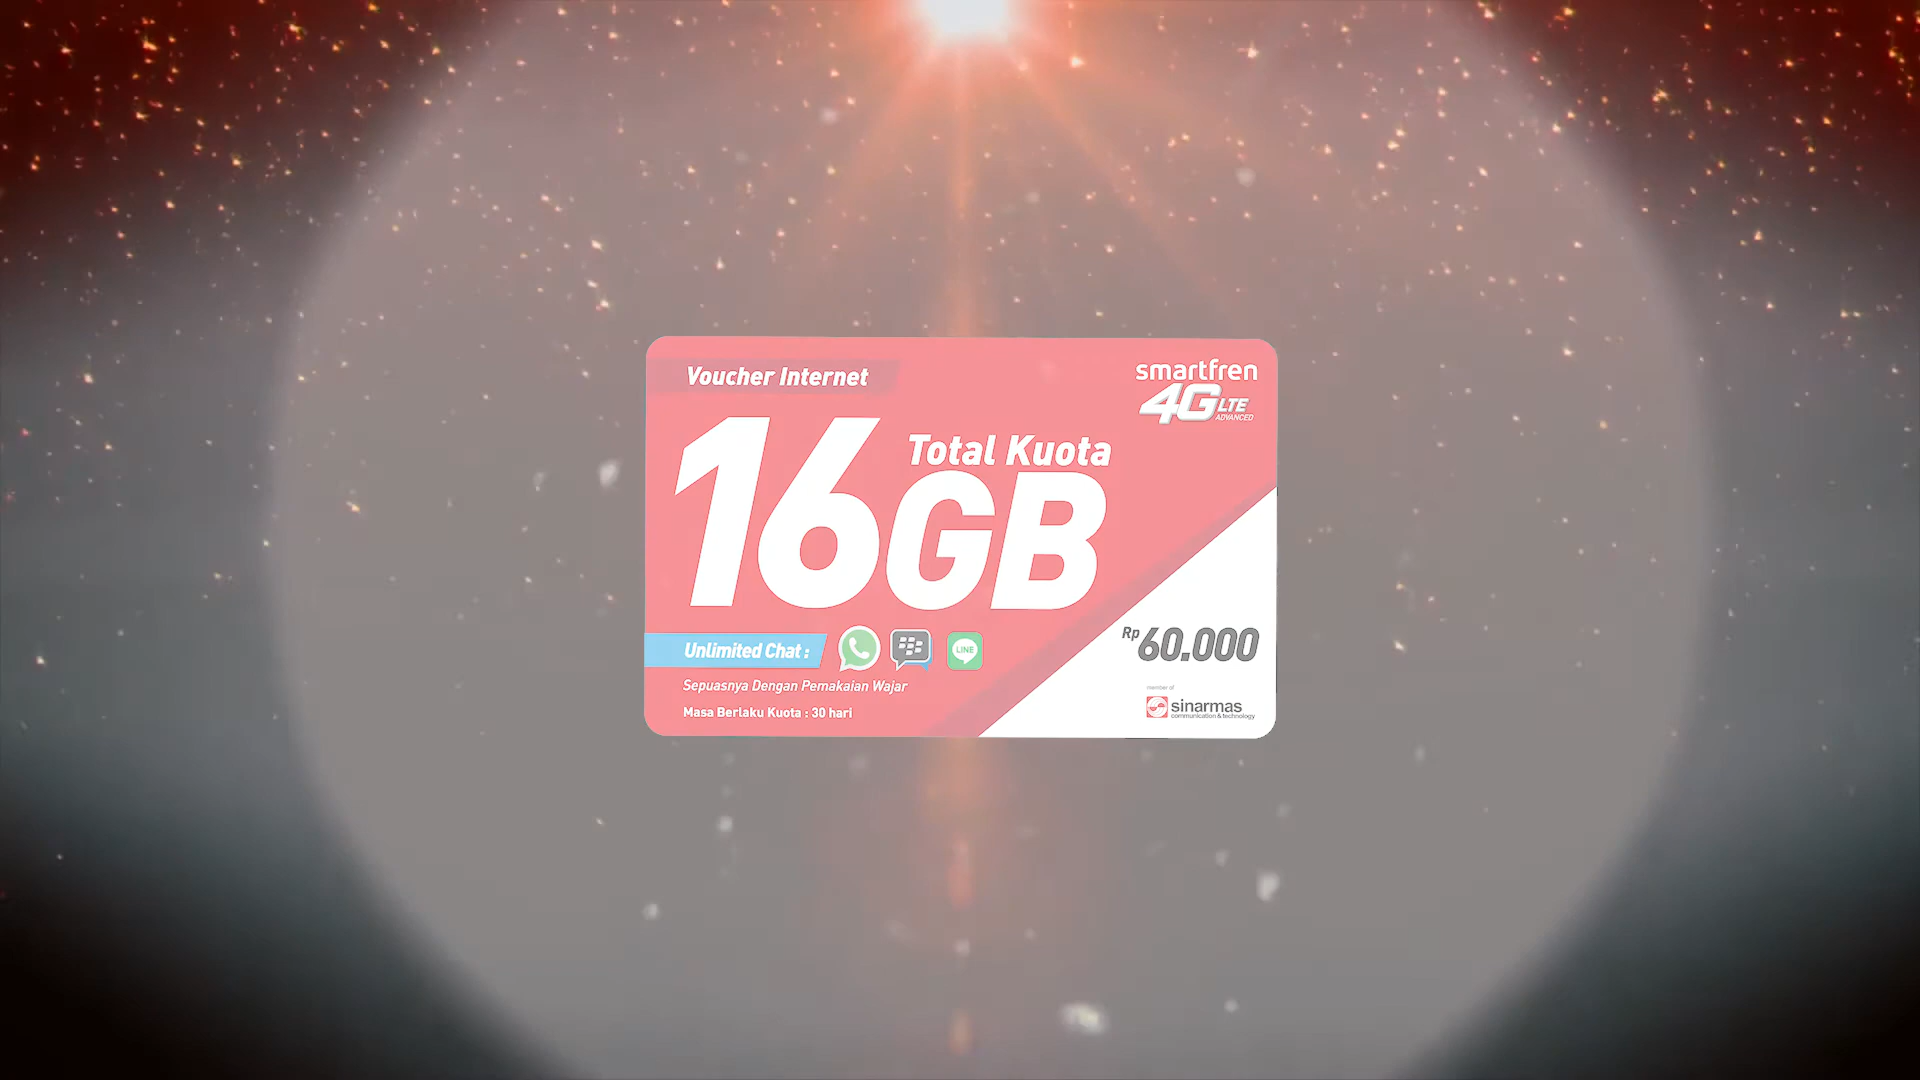 Voucher Internet
smartfren
4G LTE
ADVANCED
Total Kuota
16GB
Unlimited Chat :
LINE
Sepuasnya Dengan Pemakaian Wajar
Masa Berlaku Kuota : 30 hari
Rp 60.000
member of
sinarmas
communication & technology